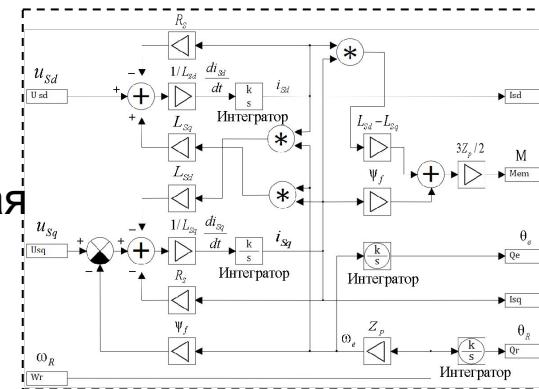 R_S
u_Sd
1/L_Sd
di_Sd
dt
U sd
k
s
i_Sd
Isd
Интегратор
L_Sq
L_Sd–L_Sq
3Z_p/2
M
Mem
L_Sd
ψ_f
ая
u_Sq
1/L_Sq
di_Sq
dt
i_Sq
θ_e
Usq
k
s
k
s
Qe
Интегратор
Интегратор
R_S
Isq
ψ_f
ω_e
Z_P
θ_R
ω_R
k
s
Qr
Интегратор
Wr